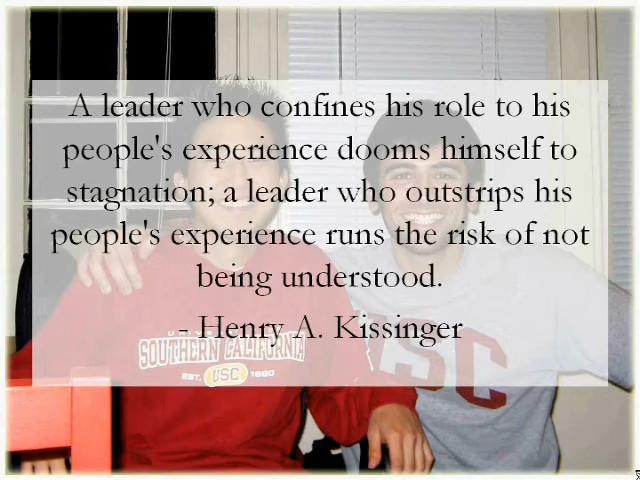 A leader who confines his role to his
people's experience dooms himself to
stagnation; a leader who outstrips his
people's experience runs the risk of not
being understood.
- Henry A. Kissinger
SOUTHERN CALIFORNIA
EST. USC 1880
USC